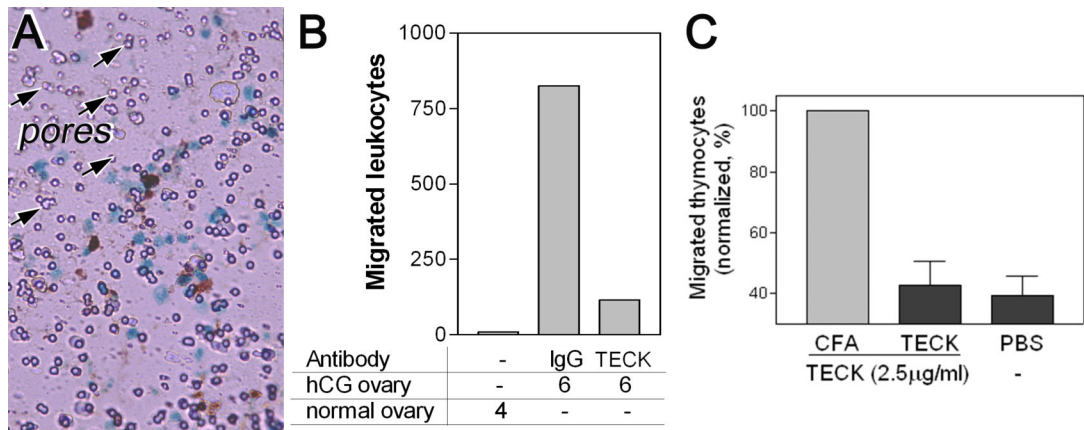 A
pores
B
Migrated leukocytes
1000
750
500
250
0
Antibody - IgG TECK
hCG ovary - 6 6
normal ovary 4 - -
C
Migrated thymocytes
(normalized, %)
100
80
60
40
CFA TECK PBS
TECK (2.5µg/ml) -